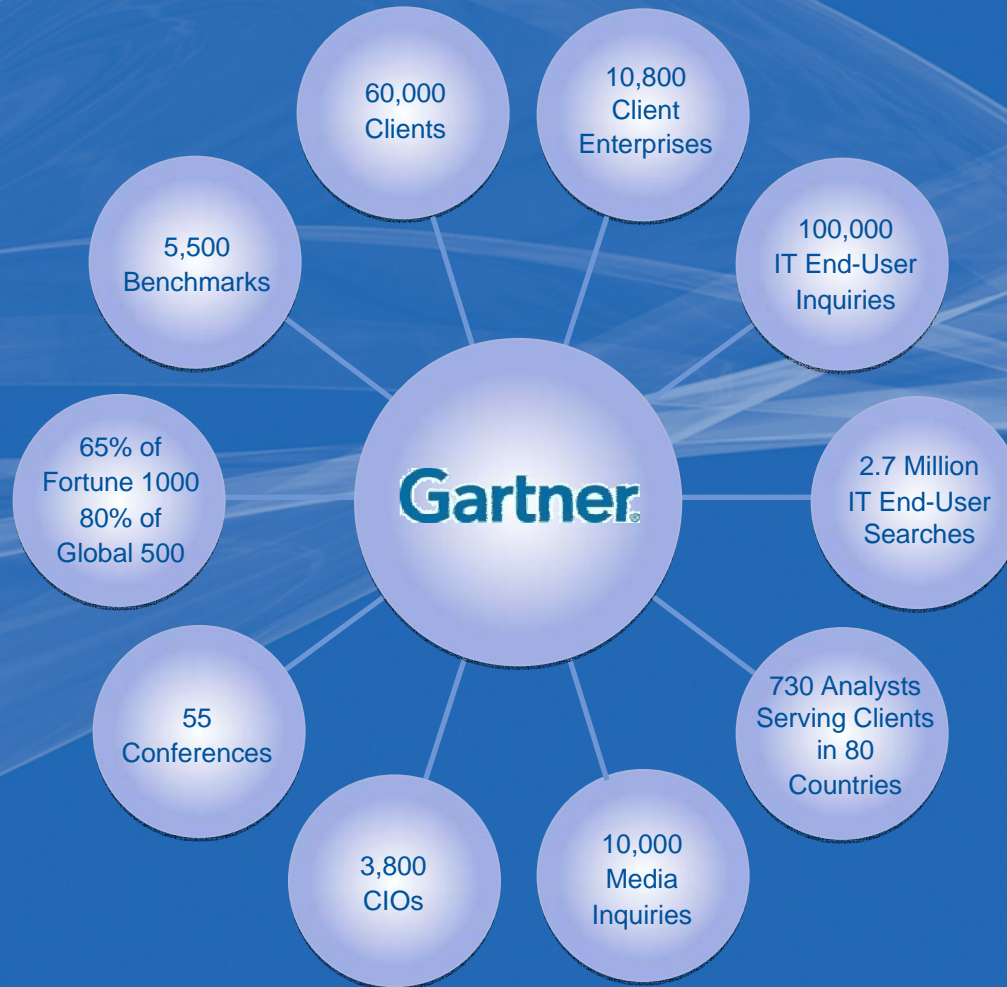 60,000
Clients
10,800
Client
Enterprises
100,000
IT End-User
Inquiries
2.7 Million
IT End-User
Searches
730 Analysts
Serving Clients
in 80
Countries
10,000
Media
Inquiries
3,800
CIOs
55
Conferences
65% of
Fortune 1000
80% of
Global 500
5,500
Benchmarks
Gartner®